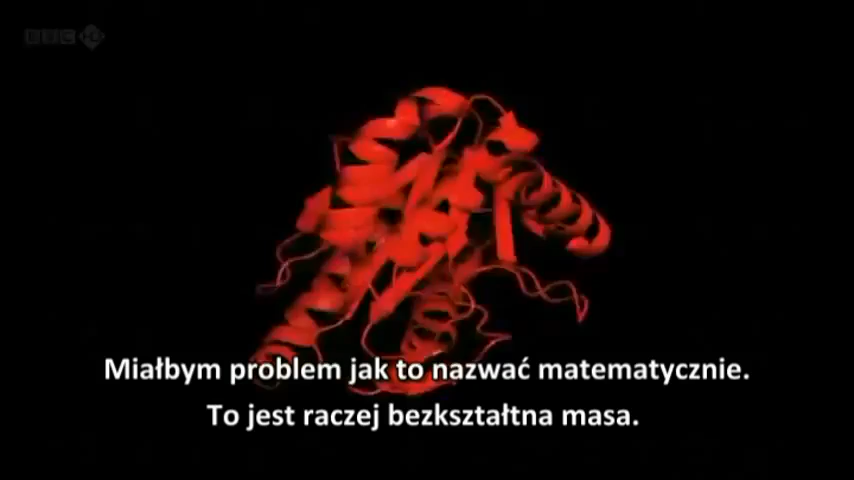 BBC
Miałbym problem jak to nazwać matematycznie.
To jest raczej bezkształtna masa.